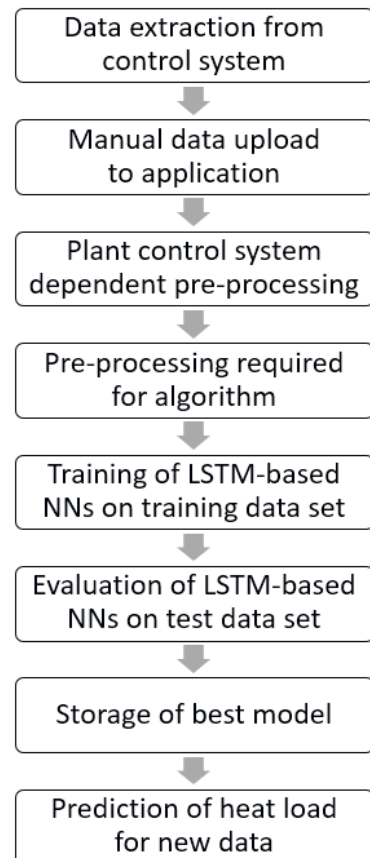 Data extraction from
control system
Manual data upload
to application
Plant control system
dependent pre-processing
Pre-processing required
for algorithm
Training of LSTM-based
NNs on training data set
Evaluation of LSTM-based
NNs on test data set
Storage of best model
Prediction of heat load
for new data